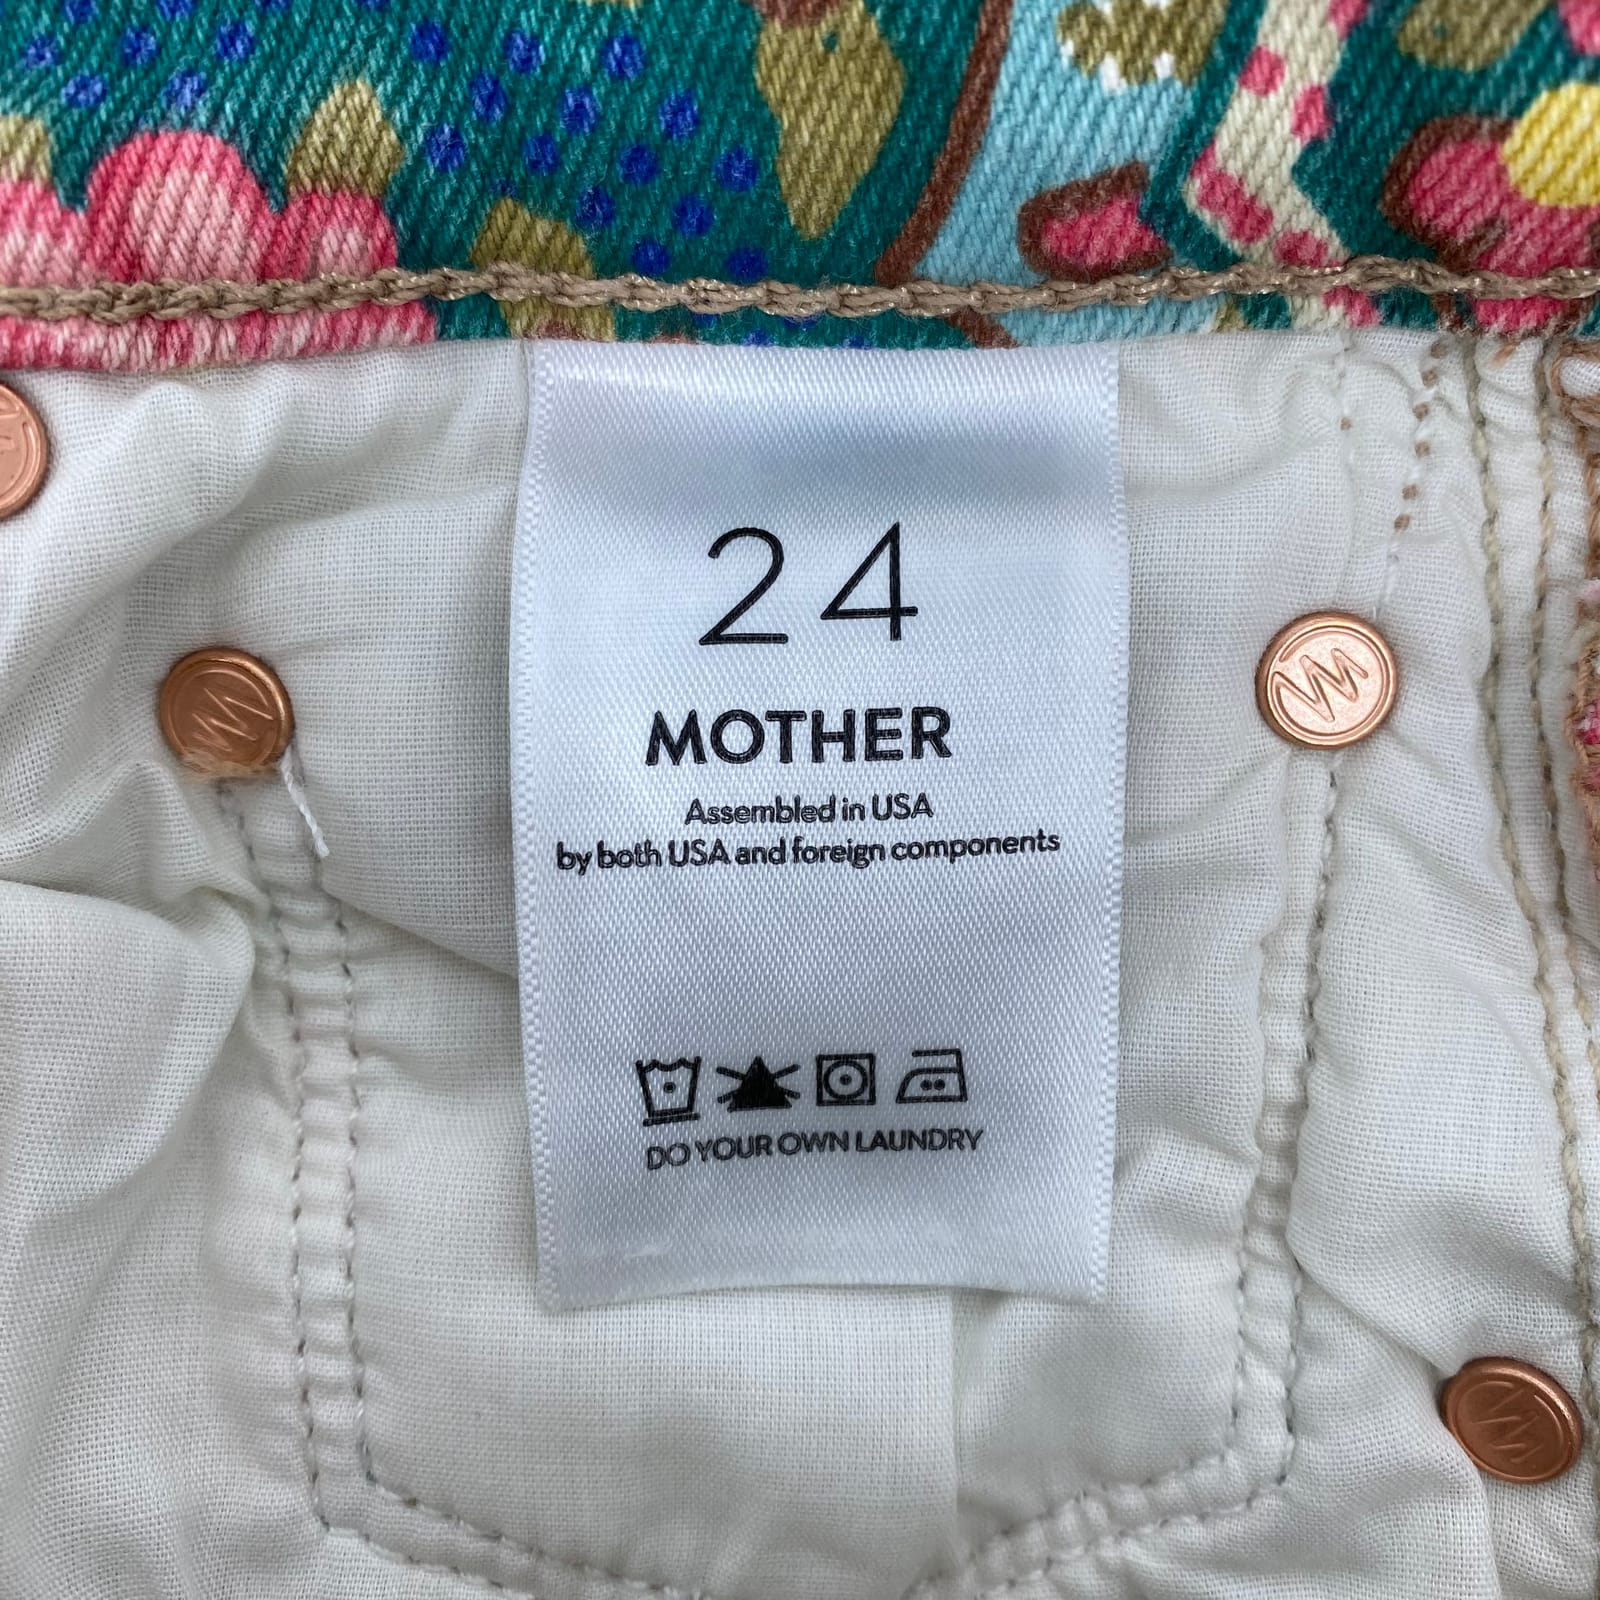 24
MOTHER
Assembled in USA
by both USA and foreign components
DO YOUR OWN LAUNDRY